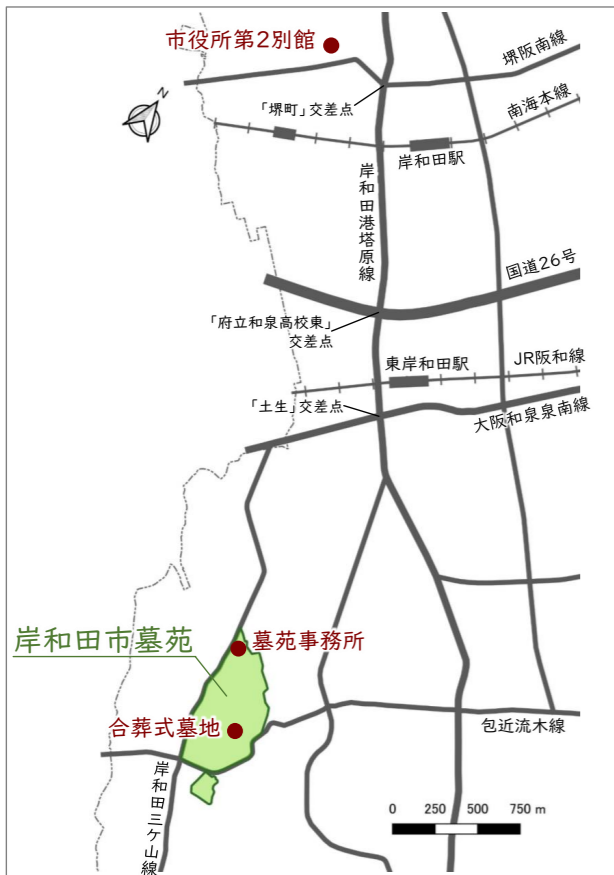 市役所第2別館
堺阪南線
N
「堺町」交差点
南海本線
岸和田駅
岸和田港塔原線
国道26号
「府立和泉高校東」
交差点
東岸和田駅
JR阪和線
「土生」交差点
大阪和泉泉南線
岸和田市墓苑
墓苑事務所
合葬式墓地
包近流木線
岸和田三ケ山線
0 250 500 750 m